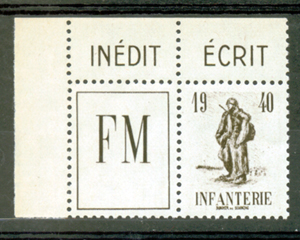 INÉDIT ÉCRIT
FM
19 40
INFANTERIE